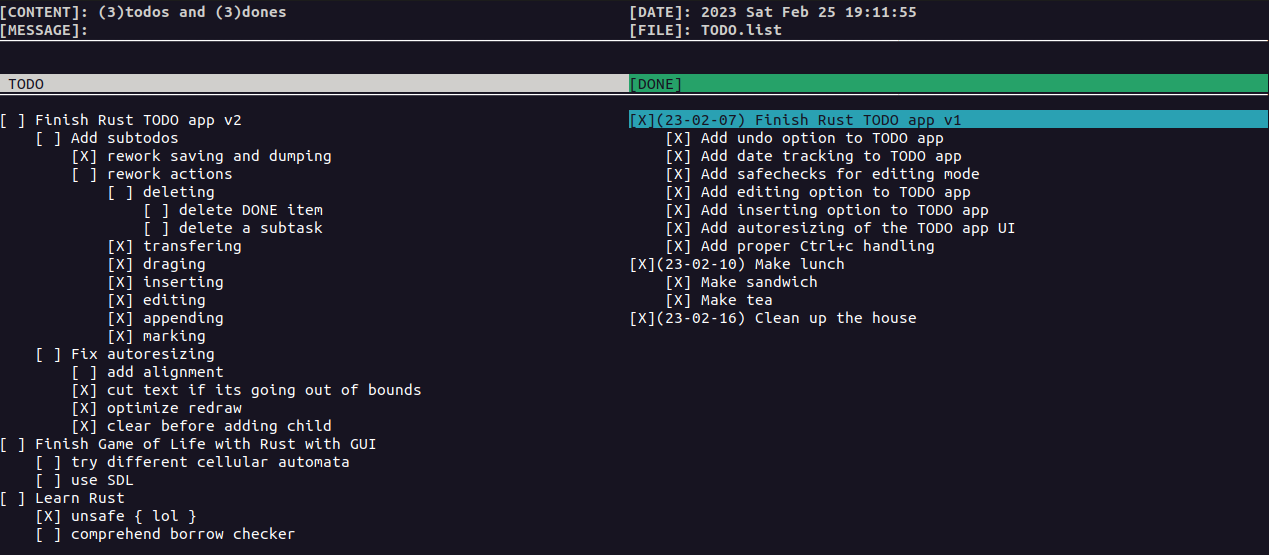 [CONTENT]: (3)todos and (3)dones
[DATE]: 2023 Sat Feb 25 19:11:55
[MESSAGE]:
[FILE]: TODO.list
TODO
[ ] Finish Rust TODO app v2
[ ] Add subtodos
[X] rework saving and dumping
[ ] rework actions
[ ] deleting
[ ] delete DONE item
[ ] delete a subtask
[X] transfering
[X] draging
[X] inserting
[X] editing
[X] appending
[X] marking
[ ] Fix autoresizing
[ ] add alignment
[X] cut text if its going out of bounds
[X] optimize redraw
[X] clear before adding child
[ ] Finish Game of Life with Rust with GUI
[ ] try different cellular automata
[ ] use SDL
[ ] Learn Rust
[X] unsafe { lol }
[ ] comprehend borrow checker
[DONE]
[X](23-02-07) Finish Rust TODO app v1
[X] Add undo option to TODO app
[X] Add date tracking to TODO app
[X] Add safechecks for editing mode
[X] Add editing option to TODO app
[X] Add inserting option to TODO app
[X] Add autoresizing of the TODO app UI
[X] Add proper Ctrl+c handling
[X](23-02-10) Make lunch
[X] Make sandwich
[X] Make tea
[X](23-02-16) Clean up the house